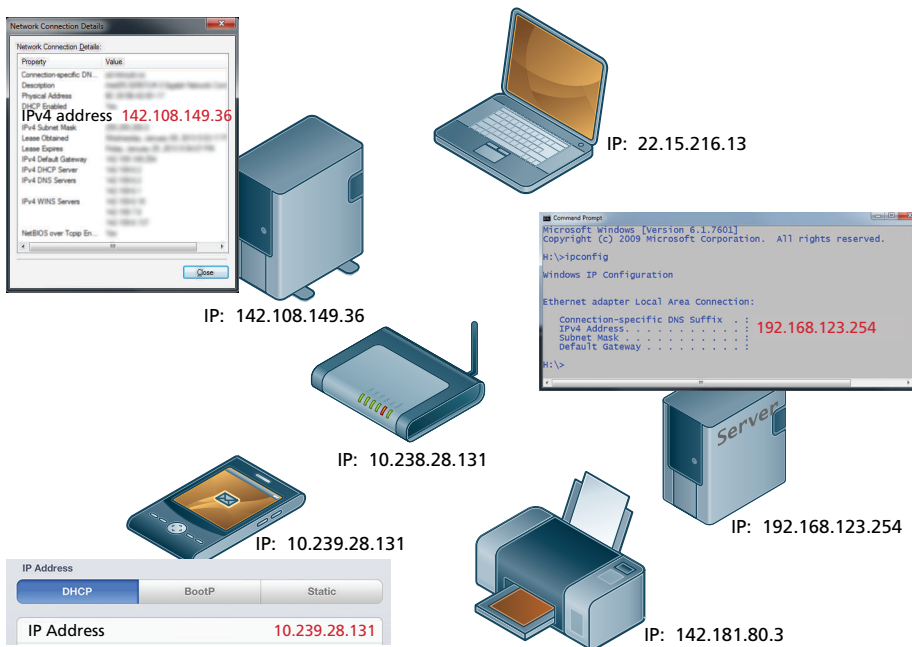 Network Connection Details
Network Connection Details:
Property Value
Connection-specific DN...
Description
Physical Address
DHCP Enabled
IPv4 address 142.108.149.36
IPv4 Subnet Mask
Lease Obtained
Lease Expires
IPv4 Default Gateway
IPv4 DHCP Server
IPv4 DNS Servers
IPv4 WINS Servers
NetBIOS over Tcpip En...
Close
IP: 142.108.149.36
IP: 22.15.216.13
Command Prompt
Microsoft Windows [Version 6.1.7601]
Copyright (c) 2009 Microsoft Corporation. All rights reserved.
H:\>ipconfig
Windows IP Configuration
Ethernet adapter Local Area Connection:
Connection-specific DNS Suffix . :
IPv4 Address. . . . . . . . . . . : 192.168.123.254
Subnet Mask . . . . . . . . . . . :
Default Gateway . . . . . . . . . :
H:\>
Server
IP: 192.168.123.254
IP: 10.238.28.131
IP: 10.239.28.131
IP Address
DHCP BootP Static
IP Address 10.239.28.131
IP: 142.181.80.3